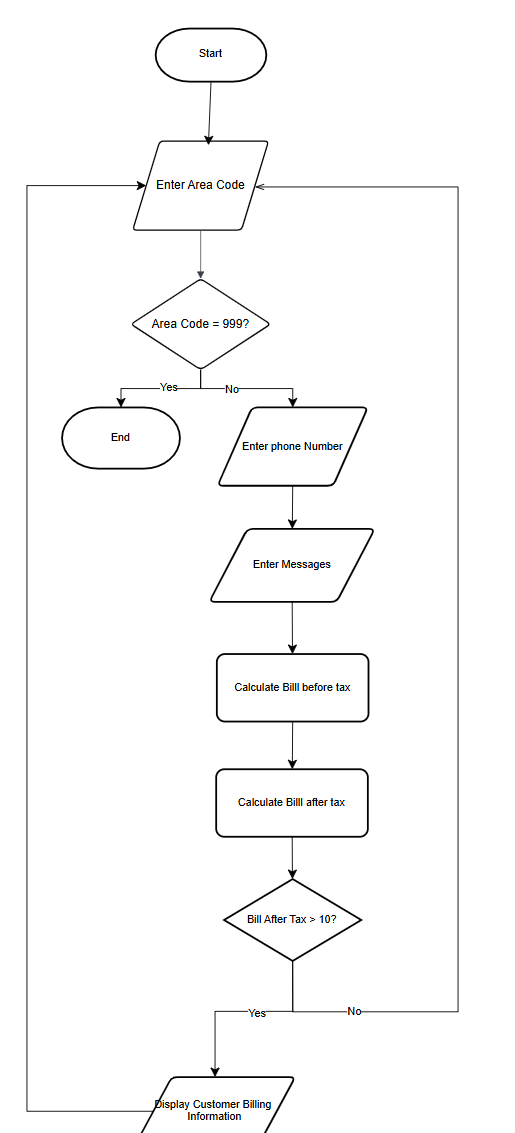 Start
Enter Area Code
Area Code = 999?
Yes
No
End
Enter phone Number
Enter Messages
Calculate Billl before tax
Calculate Billl after tax
Bill After Tax > 10?
Yes
No
Display Customer Billing
Information